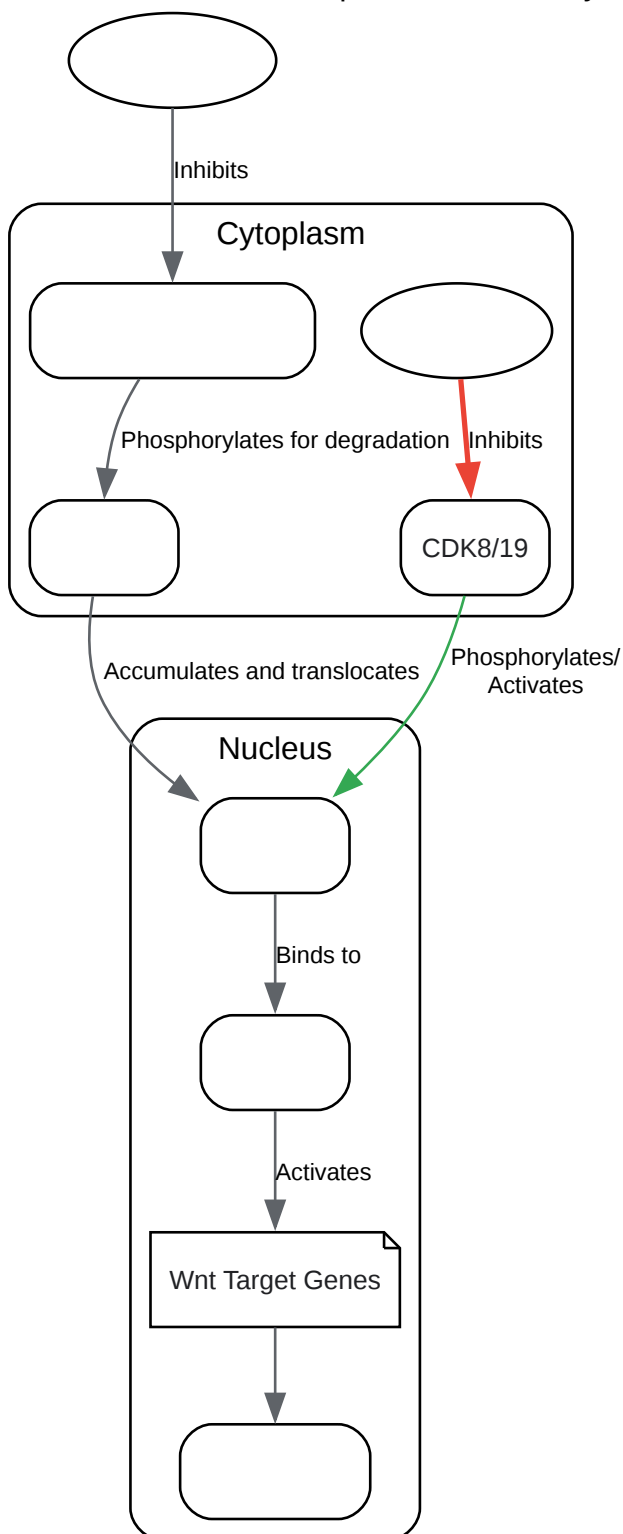 Inhibits
Cytoplasm
Phosphorylates for degradation
Inhibits
CDK8/19
Accumulates and translocates
Phosphorylates/
Activates
Nucleus
Binds to
Activates
Wnt Target Genes